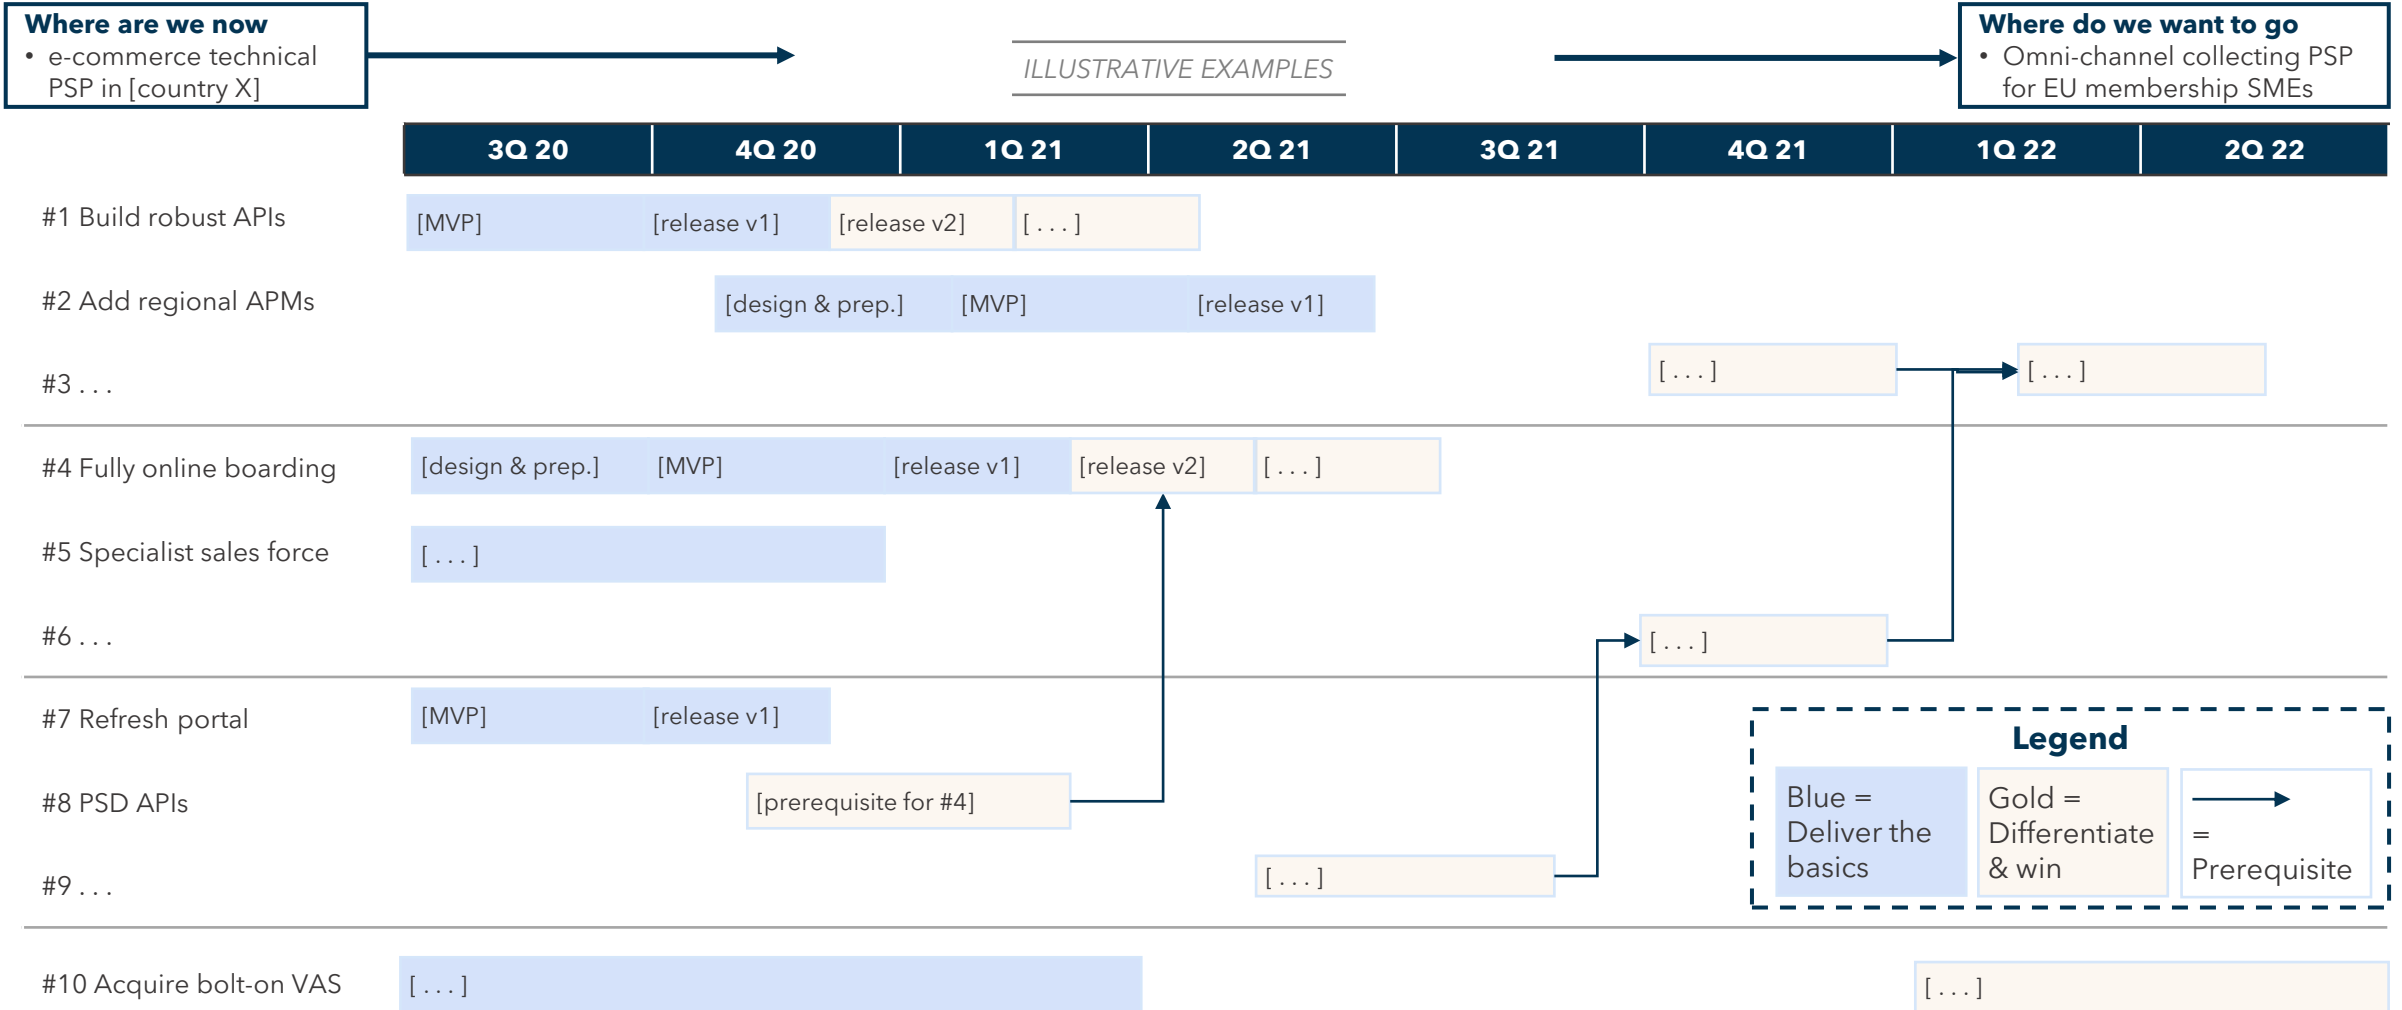 Where are we now
• e-commerce technical
PSP in [country X]
ILLUSTRATIVE EXAMPLES
Where do we want to go
• Omni-channel collecting PSP
for EU membership SMEs
3Q 20 4Q 20 1Q 21 2Q 21 3Q 21 4Q 21 1Q 22 2Q 22
#1 Build robust APIs [MVP] [release v1] [release v2] [ . . . ]
#2 Add regional APMs [design & prep.] [MVP] [release v1]
#3 . . . [ . . . ] [ . . . ]
#4 Fully online boarding [design & prep.] [MVP] [release v1] [release v2] [ . . . ]
#5 Specialist sales force [ . . . ]
#6 . . . [ . . . ]
#7 Refresh portal [MVP] [release v1]
#8 PSD APIs [prerequisite for #4]
#9 . . . [ . . . ]
#10 Acquire bolt-on VAS [ . . . ] [ . . . ]
Legend
Blue =
Deliver the
basics
Gold =
Differentiate
& win
=
Prerequisite